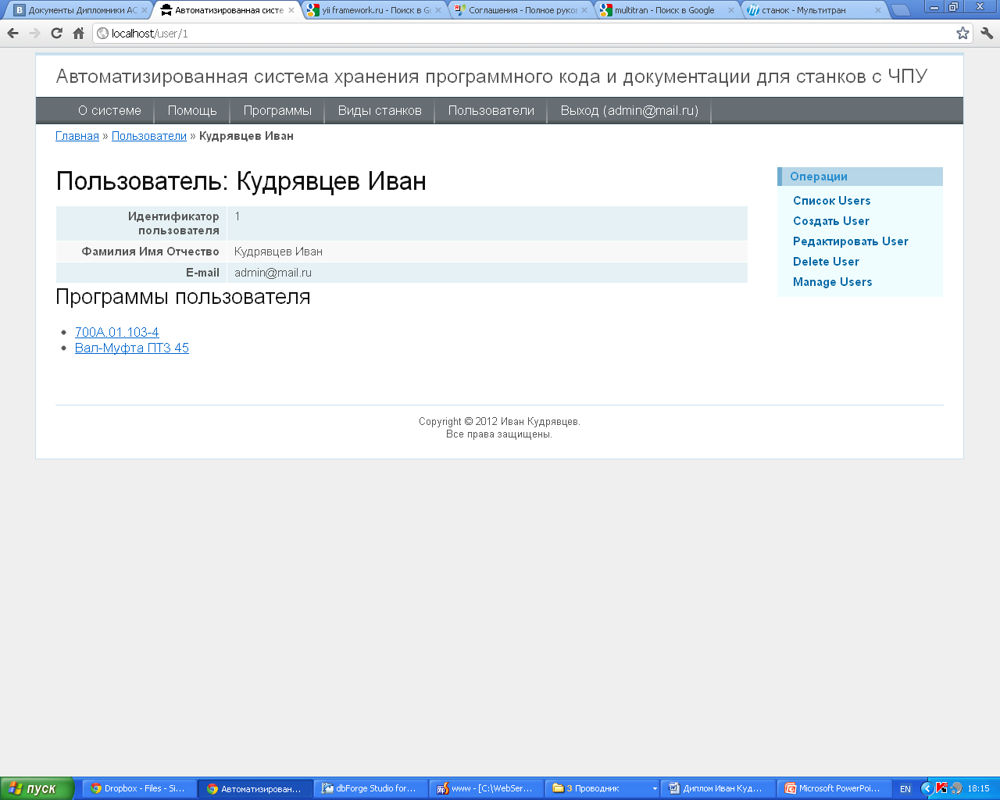 Документы Дипломники АС
Автоматизированная систе
yii framework.ru - Поиск в Go
Соглашения - Полное руко
multitran - Поиск в Google
станок - Мультитран
localhost/user/1
Автоматизированная система хранения программного кода и документации для станков с ЧПУ
О системе
Помощь
Программы
Виды станков
Пользователи
Выход (admin@mail.ru)
Главная » Пользователи » Кудрявцев Иван
Пользователь: Кудрявцев Иван
Идентификатор пользователя
1
Фамилия Имя Отчество
Кудрявцев Иван
E-mail
admin@mail.ru
Программы пользователя
700А.01.103-4
Вал-Муфта ПТЗ 45
Операции
Список Users
Создать User
Редактировать User
Delete User
Manage Users
Copyright © 2012 Иван Кудрявцев.
Все права защищены.
пуск
Dropbox - Files - Si...
Автоматизирован...
dbForge Studio for...
www - [C:\WebSer...
3 Проводник
Диплом Иван Куд...
Microsoft PowerPoi...
EN
18:15